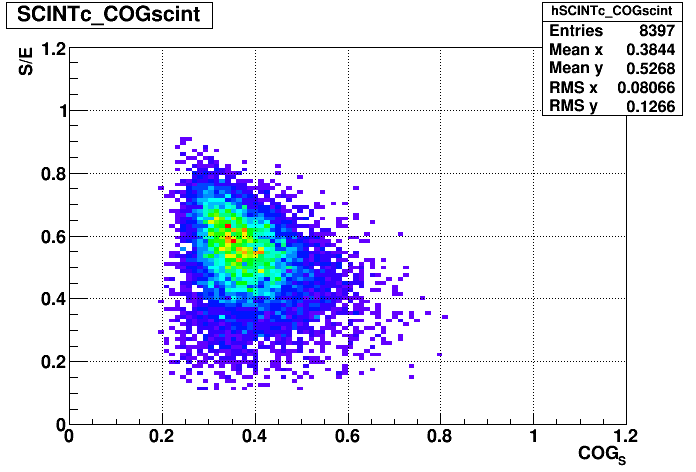 SCINTc_COGscint
hSCINTc_COGscint
Entries 8397
Mean x 0.3844
Mean y 0.5268
RMS x 0.08066
RMS y 0.1266
S/E
1.2
1
0.8
0.6
0.4
0.2
0
0 0.2 0.4 0.6 0.8 1 1.2
COGS